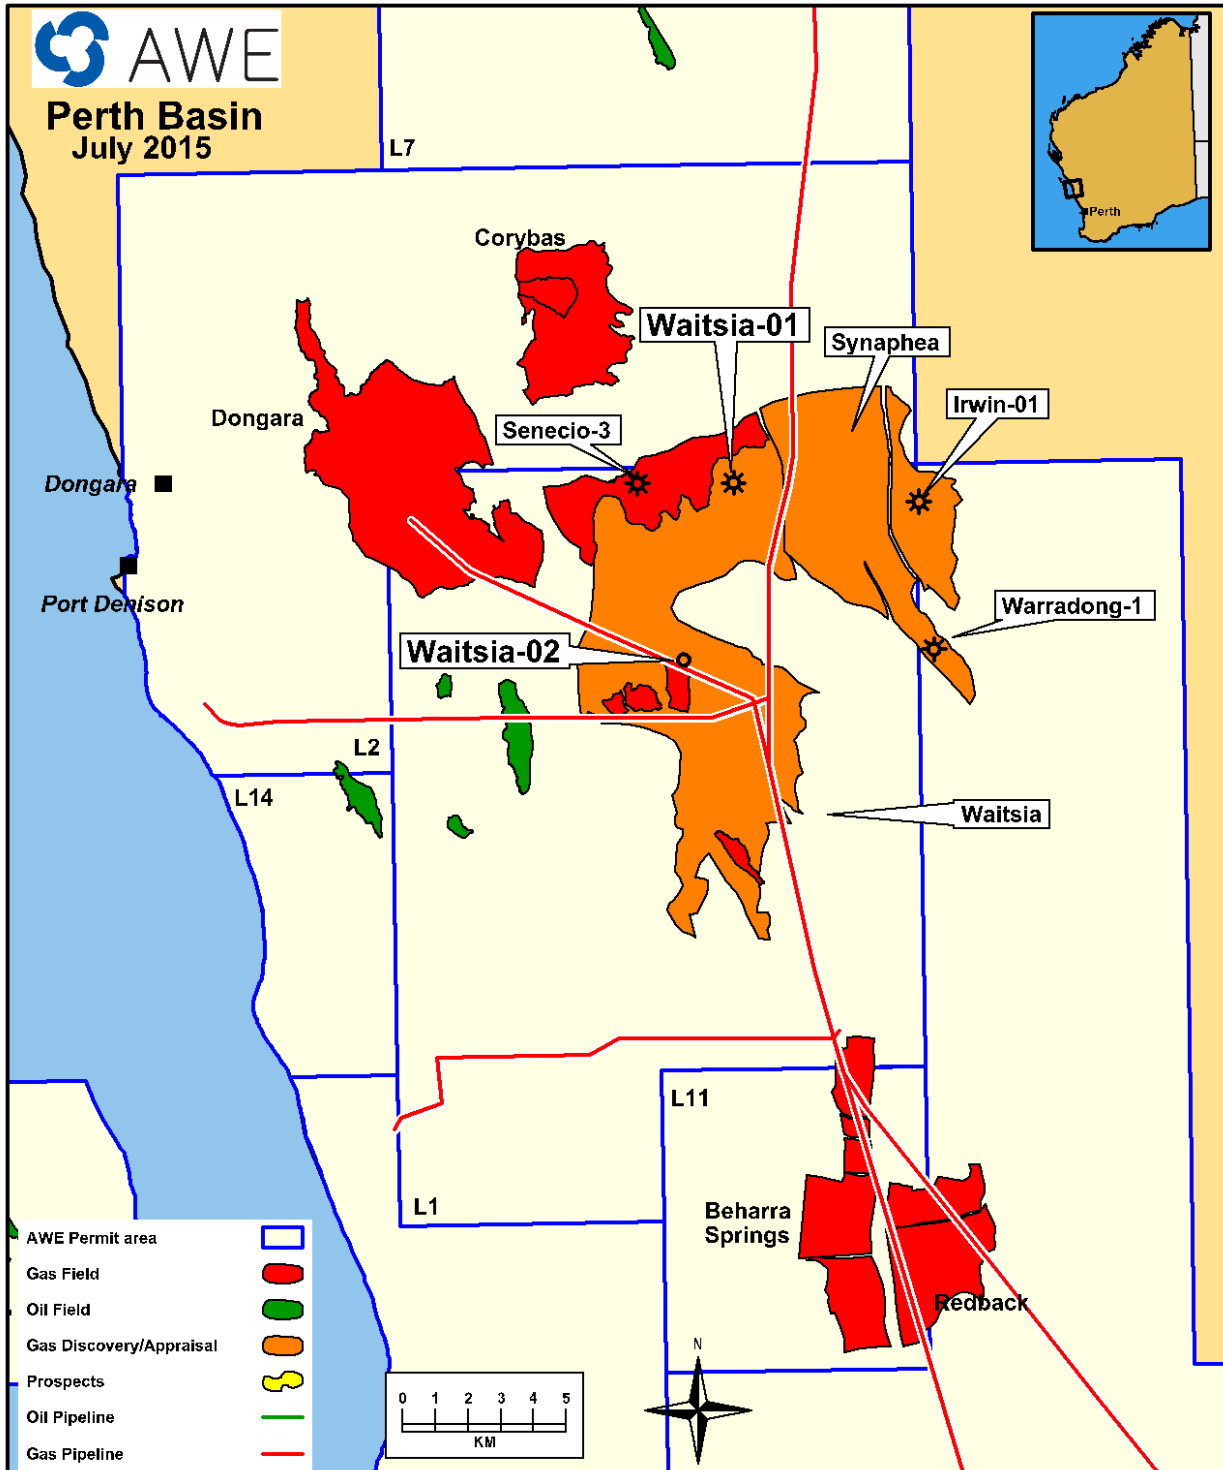 AWE
Perth Basin
July 2015
L7
Perth
Corybas
Waitsia-01
Synaphea
Irwin-01
Dongara
Senecio-3
Dongara
Port Denison
Warradong-1
Waitsia-02
L2
L14
Waitsia
L11
L1
Beharra
Springs
Redback
AWE Permit area
Gas Field
Oil Field
Gas Discovery/Appraisal
Prospects
Oil Pipeline
Gas Pipeline
0 1 2 3 4 5
KM
N